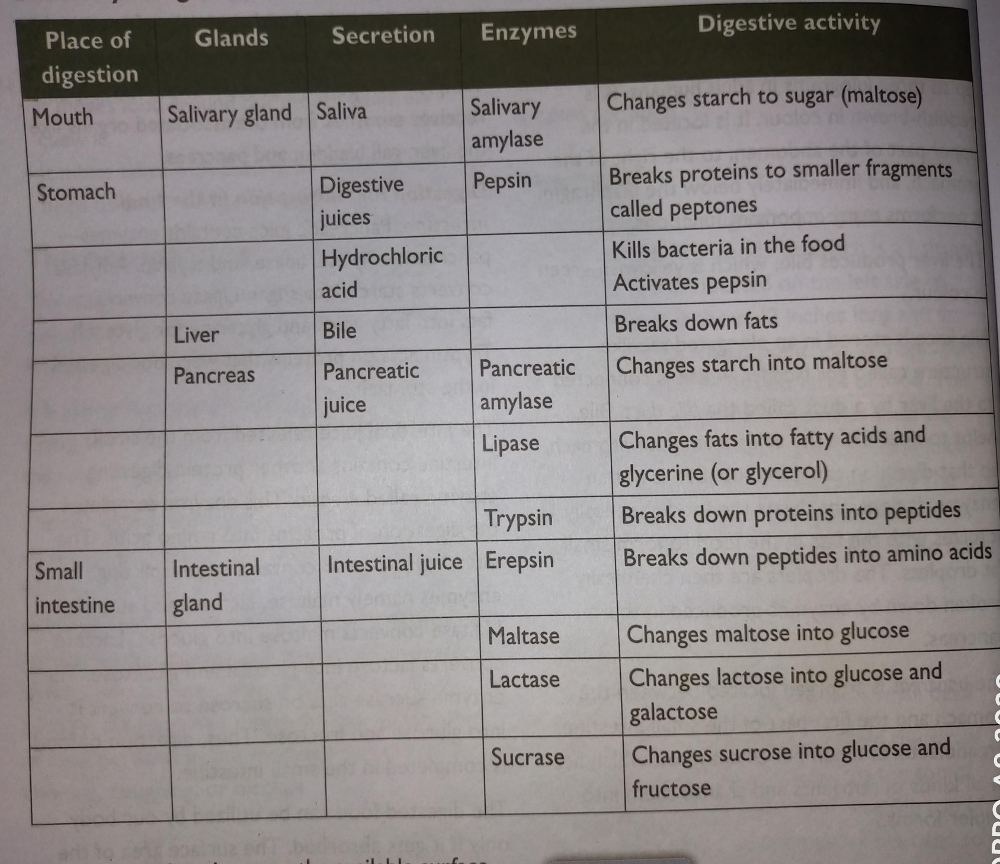 Place of digestion | Glands | Secretion | Enzymes | Digestive activity
Mouth | Salivary gland | Saliva | Salivary amylase | Changes starch to sugar (maltose)
Stomach | | Digestive juices | Pepsin | Breaks proteins to smaller fragments called peptones
| | Hydrochloric acid | | Kills bacteria in the food Activates pepsin
| Liver | Bile | | Breaks down fats
| Pancreas | Pancreatic juice | Pancreatic amylase | Changes starch into maltose
| | | Lipase | Changes fats into fatty acids and glycerine (or glycerol)
| | | Trypsin | Breaks down proteins into peptides
Small intestine | Intestinal gland | Intestinal juice | Erepsin | Breaks down peptides into amino acids
| | | Maltase | Changes maltose into glucose
| | | Lactase | Changes lactose into glucose and galactose
| | | Sucrase | Changes sucrose into glucose and fructose